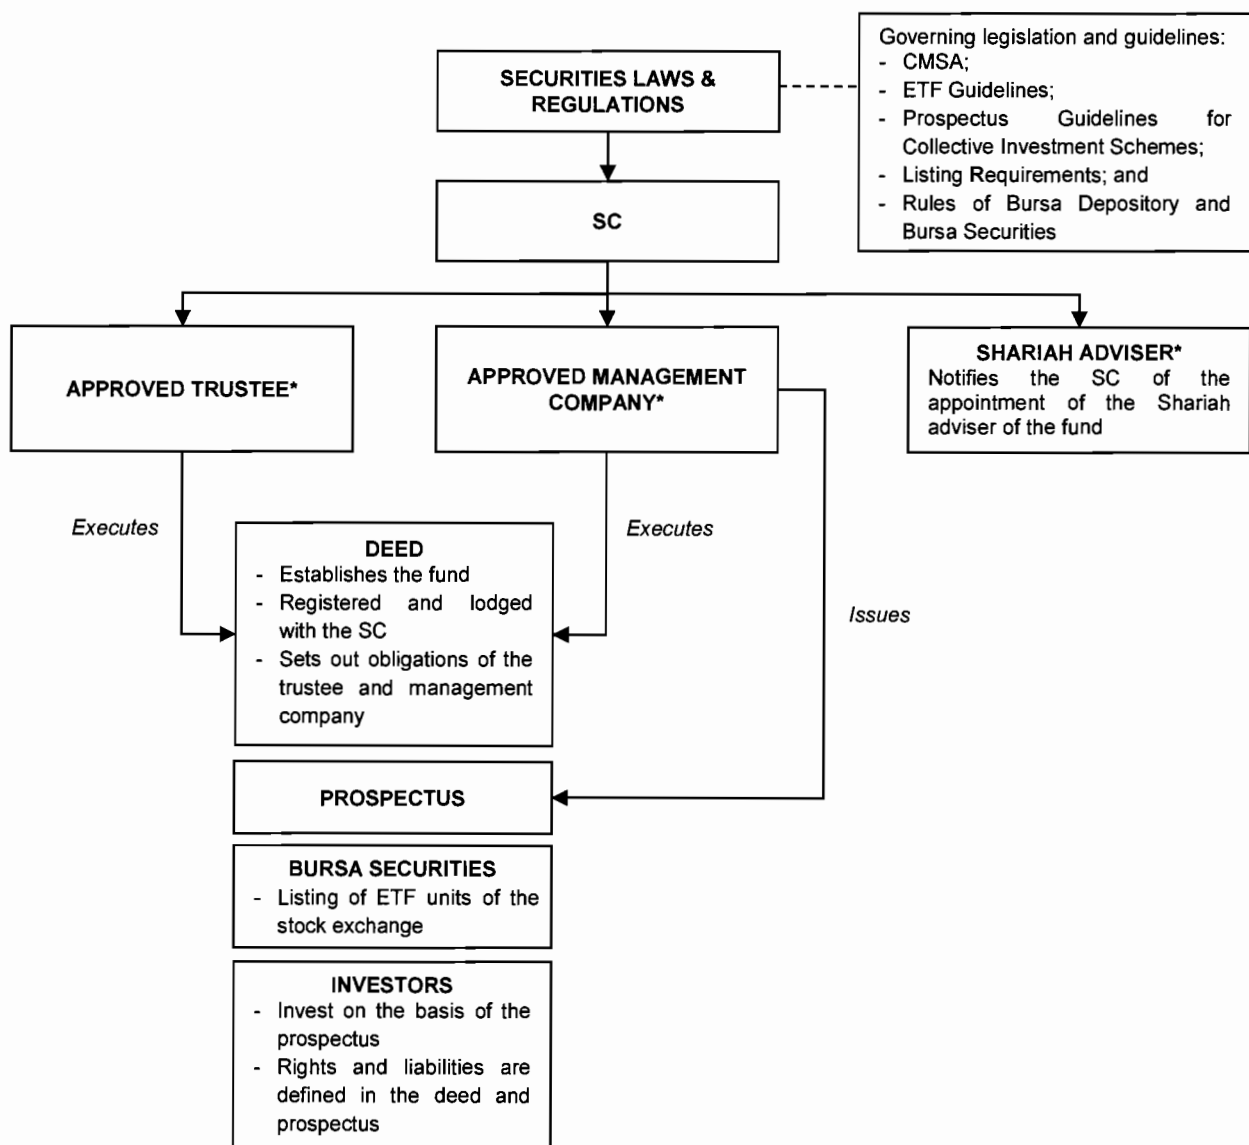 SECURITIES LAWS &
REGULATIONS
Governing legislation and guidelines:
- CMSA;
- ETF Guidelines;
- Prospectus Guidelines for
Collective Investment Schemes;
- Listing Requirements; and
- Rules of Bursa Depository and
Bursa Securities
SC
APPROVED TRUSTEE*
APPROVED MANAGEMENT
COMPANY*
SHARIAH ADVISER*
Notifies the SC of the
appointment of the Shariah
adviser of the fund
Executes
Executes
Issues
DEED
- Establishes the fund
- Registered and lodged
with the SC
- Sets out obligations of the
trustee and management
company
PROSPECTUS
BURSA SECURITIES
- Listing of ETF units of the
stock exchange
INVESTORS
- Invest on the basis of the
prospectus
- Rights and liabilities are
defined in the deed and
prospectus